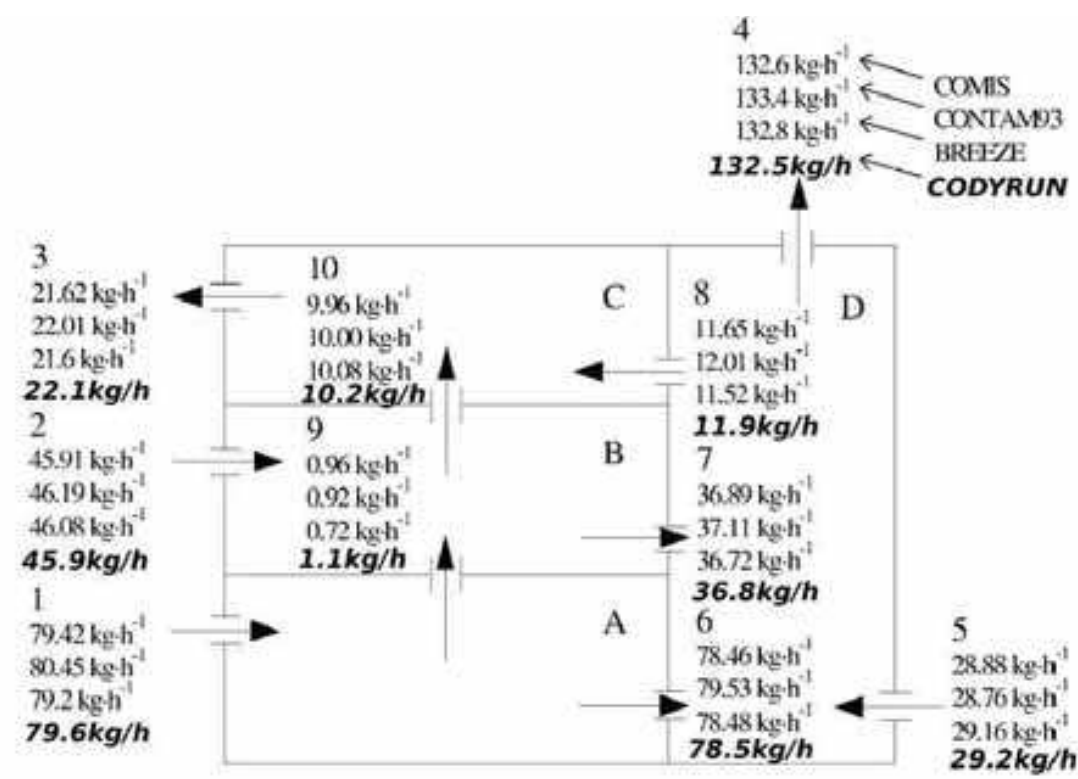 4
132.6 kg·h⁻¹
133.4 kg·h⁻¹
132.8 kg·h⁻¹
132.5kg/h
COMIS
CONTAM93
BREEZE
CODYRUN
3
21.62 kg·h⁻¹
22.01 kg·h⁻¹
21.6 kg·h⁻¹
22.1kg/h
10
9.96 kg·h⁻¹
10.00 kg·h⁻¹
10.08 kg·h⁻¹
10.2kg/h
C
8
11.65 kg·h⁻¹
12.01 kg·h⁻¹
11.52 kg·h⁻¹
11.9kg/h
D
2
45.91 kg·h⁻¹
46.19 kg·h⁻¹
46.08 kg·h⁻¹
45.9kg/h
9
0.96 kg·h⁻¹
0.92 kg·h⁻¹
0.72 kg·h⁻¹
1.1kg/h
B
7
36.89 kg·h⁻¹
37.11 kg·h⁻¹
36.72 kg·h⁻¹
36.8kg/h
1
79.42 kg·h⁻¹
80.45 kg·h⁻¹
79.2 kg·h⁻¹
79.6kg/h
A
6
78.46 kg·h⁻¹
79.53 kg·h⁻¹
78.48 kg·h⁻¹
78.5kg/h
5
28.88 kg·h⁻¹
28.76 kg·h⁻¹
29.16 kg·h⁻¹
29.2kg/h